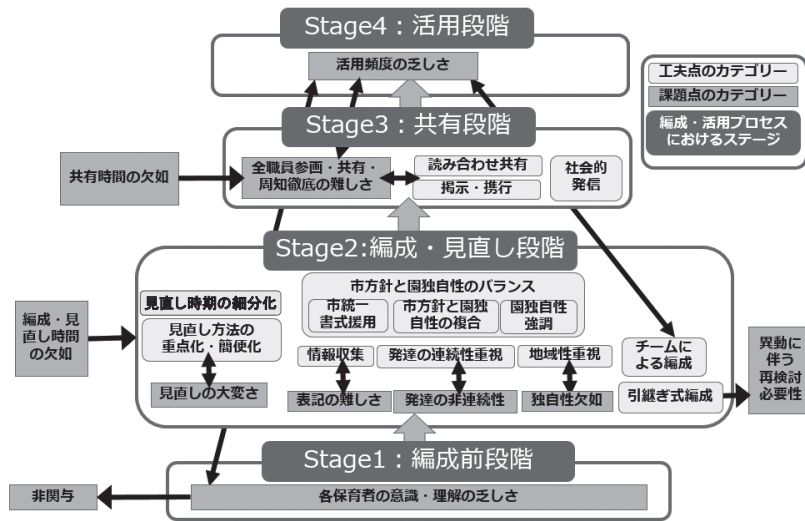 Stage4：活用段階
活用頻度の乏しさ
工夫点のカテゴリー
課題点のカテゴリー
編成・活用プロセス
におけるステージ
Stage3：共有段階
共有時間の欠如
全職員参画・共有・
周知徹底の難しさ
読み合わせ共有
掲示・携行
社会的
発信
Stage2:編成・見直し段階
編成・見
直し時間
の欠如
見直し時期の細分化
見直し方法の
重点化・簡便化
見直しの大変さ
市方針と園独自性のバランス
市統一
書式援用
市方針と園独
自性の複合
園独自性
強調
情報収集
発達の連続性重視
地域性重視
表記の難しさ
発達の非連続性
独自性欠如
チームに
よる編成
引継ぎ式編成
異動に
伴う
再検討
必要性
Stage1：編成前段階
非関与
各保育者の意識・理解の乏しさ